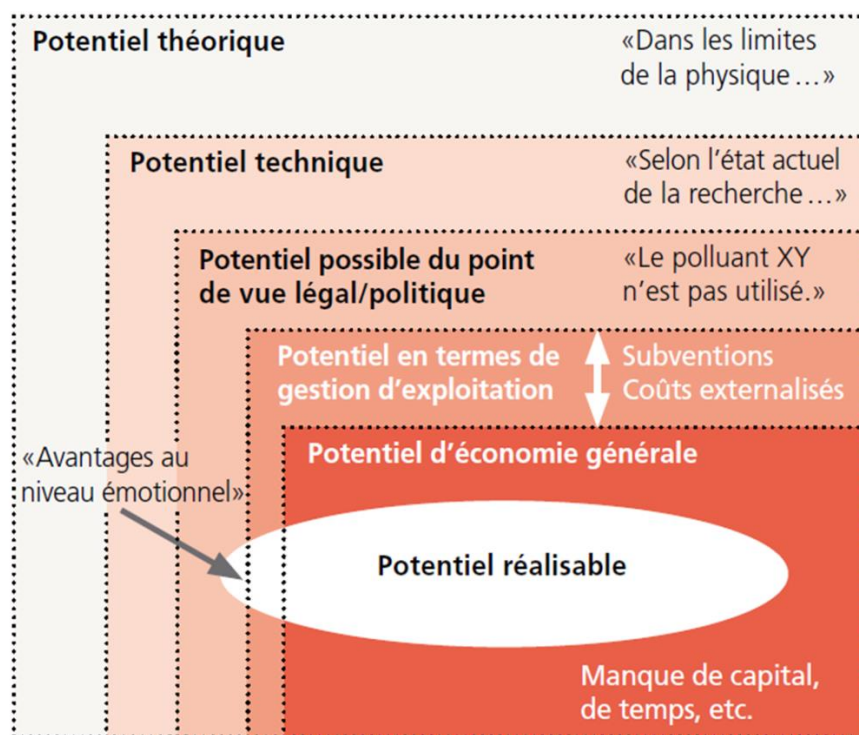 Potentiel théorique
«Dans les limites
de la physique…»
Potentiel technique
«Selon l’état actuel
de la recherche…»
Potentiel possible du point
de vue légal/politique
«Le polluant XY
n’est pas utilisé.»
Potentiel en termes de
gestion d’exploitation
Subventions
Coûts externalisés
Potentiel d’économie générale
«Avantages au
niveau émotionnel»
Potentiel réalisable
Manque de capital,
de temps, etc.